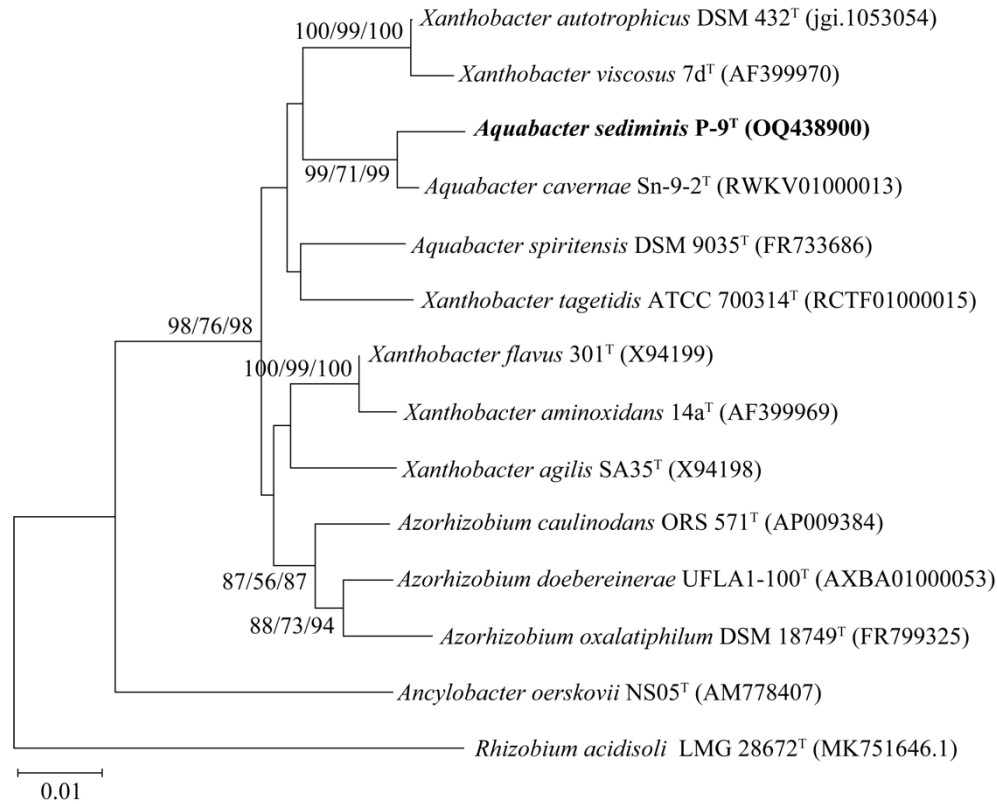 Xanthobacter autotrophicus DSM 432ᵀ (jgi.1053054)
100/99/100
Xanthobacter viscosus 7dᵀ (AF399970)
Aquabacter sediminis P-9ᵀ (OQ438900)
99/71/99
Aquabacter cavernae Sn-9-2ᵀ (RWKV01000013)
Aquabacter spiritensis DSM 9035ᵀ (FR733686)
Xanthobacter tagetidis ATCC 700314ᵀ (RCTF01000015)
98/76/98
Xanthobacter flavus 301ᵀ (X94199)
100/99/100
Xanthobacter aminoxidans 14aᵀ (AF399969)
Xanthobacter agilis SA35ᵀ (X94198)
Azorhizobium caulinodans ORS 571ᵀ (AP009384)
87/56/87
Azorhizobium doebereinerae UFLA1-100ᵀ (AXBA01000053)
88/73/94
Azorhizobium oxalatiphilum DSM 18749ᵀ (FR799325)
Ancylobacter oerskovii NS05ᵀ (AM778407)
Rhizobium acidisoli LMG 28672ᵀ (MK751646.1)
0.01